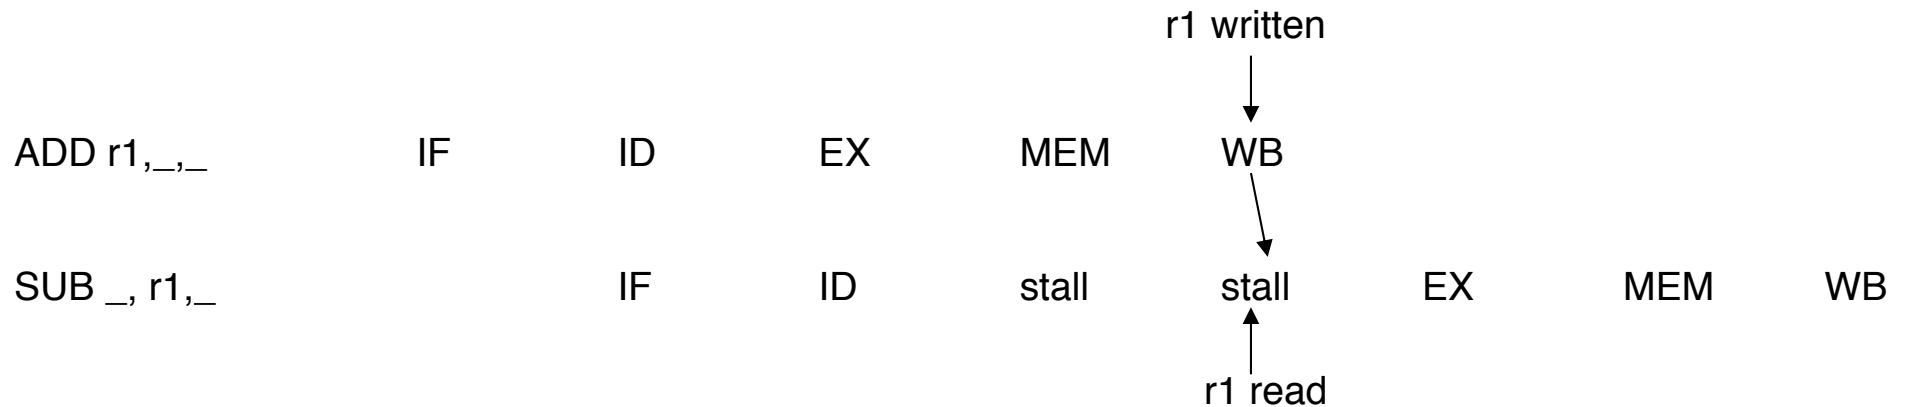 r1 written
ADD r1,_,_ IF ID EX MEM WB
SUB _, r1,_ IF ID stall stall EX MEM WB
r1 read